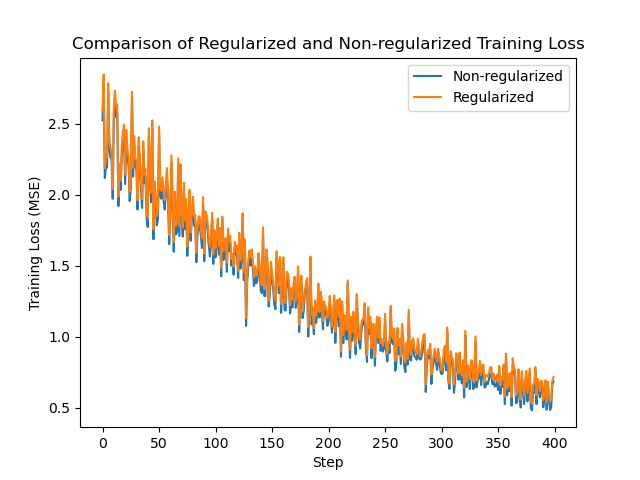 Comparison of Regularized and Non-regularized Training Loss
Non-regularized
Regularized
Training Loss (MSE)
2.5
2.0
1.5
1.0
0.5
0 50 100 150 200 250 300 350 400
Step